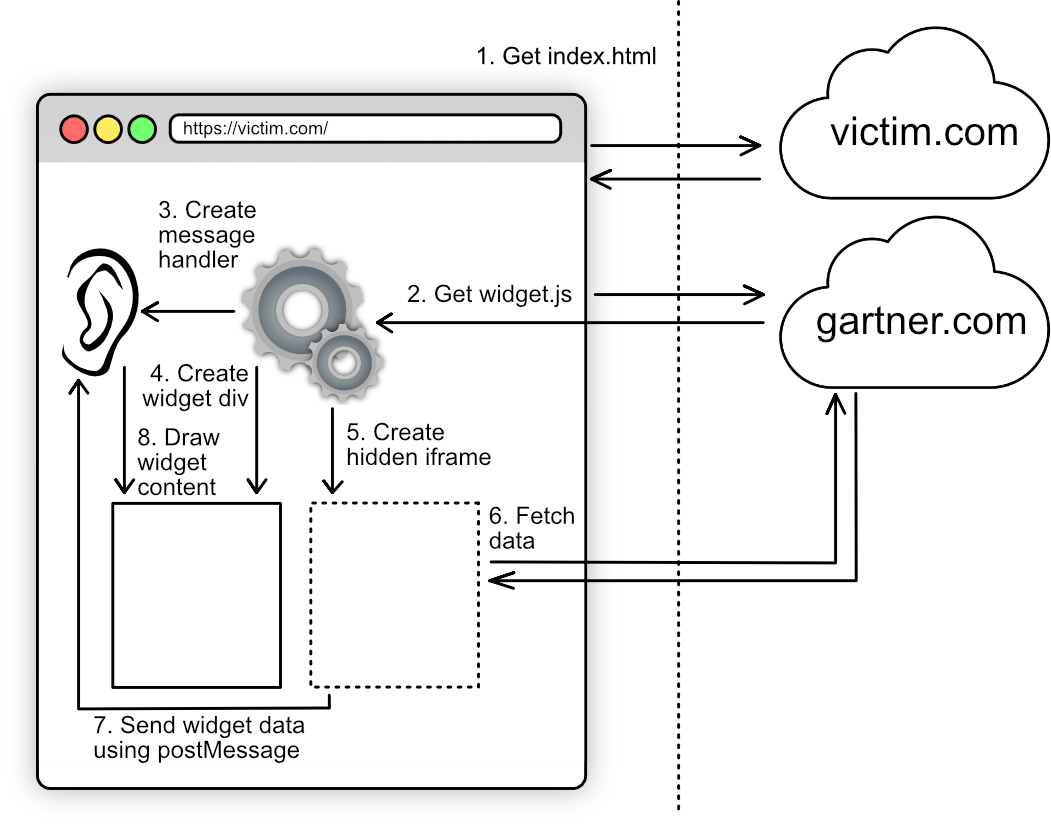 1. Get index.html
https://victim.com/
victim.com
3. Create
message
handler
2. Get widget.js
gartner.com
4. Create
widget div
8. Draw
widget
content
5. Create
hidden iframe
6. Fetch
data
7. Send widget data
using postMessage